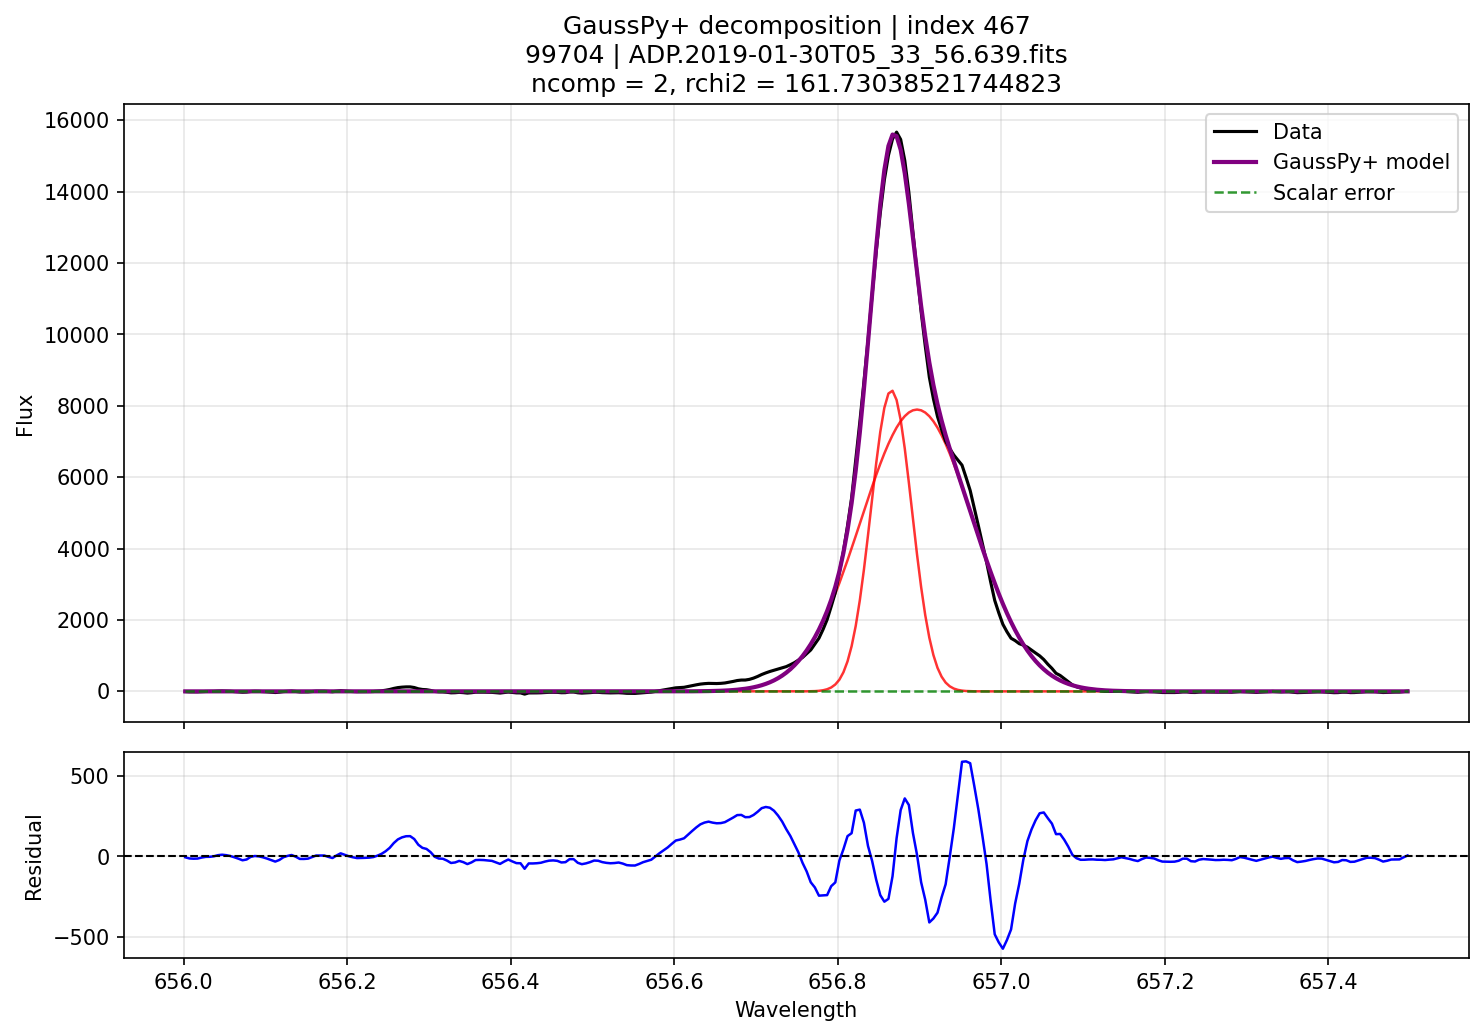 GaussPy+ decomposition | index 467
99704 | ADP.2019-01-30T05_33_56.639.fits
ncomp = 2, rchi2 = 161.73038521744823
Data
GaussPy+ model
Scalar error
Flux
16000
14000
12000
10000
8000
6000
4000
2000
0
Residual
500
0
−500
656.0
656.2
656.4
656.6
656.8
657.0
657.2
657.4
Wavelength